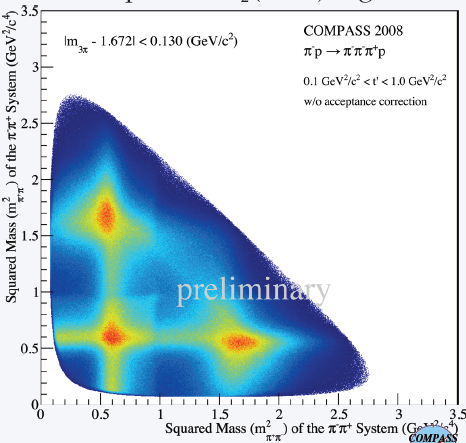 |m3π - 1.672| < 0.130 (GeV/c²)
COMPASS 2008
π⁻p → π⁻π⁻π⁺p
0.1 GeV²/c² < t' < 1.0 GeV²/c²
w/o acceptance correction
preliminary
Squared Mass (m²π⁻π⁺) of the π⁻π⁺ System (GeV²/c⁴)
3.5
3
2.5
2
1.5
1
0.5
0
0 0.5 1 1.5 2 2.5 3 3.5
Squared Mass (m²π⁻π⁺) of the π⁻π⁺ System (GeV²/c⁴)
COMPASS